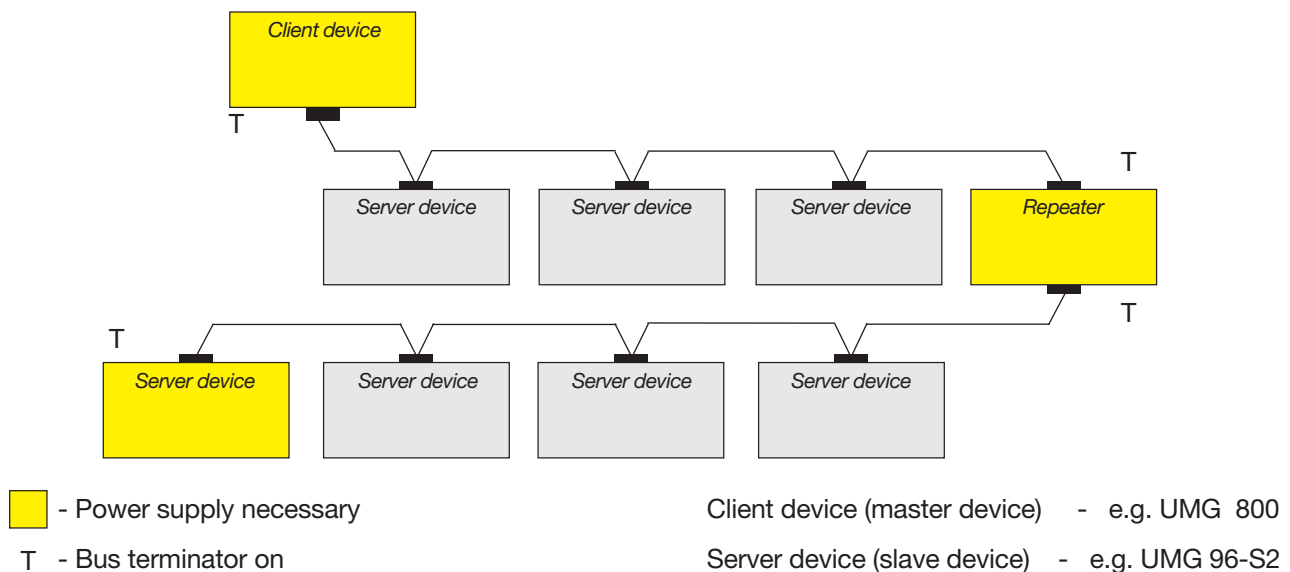 Client device
T
T
Server device Server device Server device Repeater
T
T
Server device Server device Server device Server device
- Power supply necessary Client device (master device) - e.g. UMG 800
T - Bus terminator on Server device (slave device) - e.g. UMG 96-S2